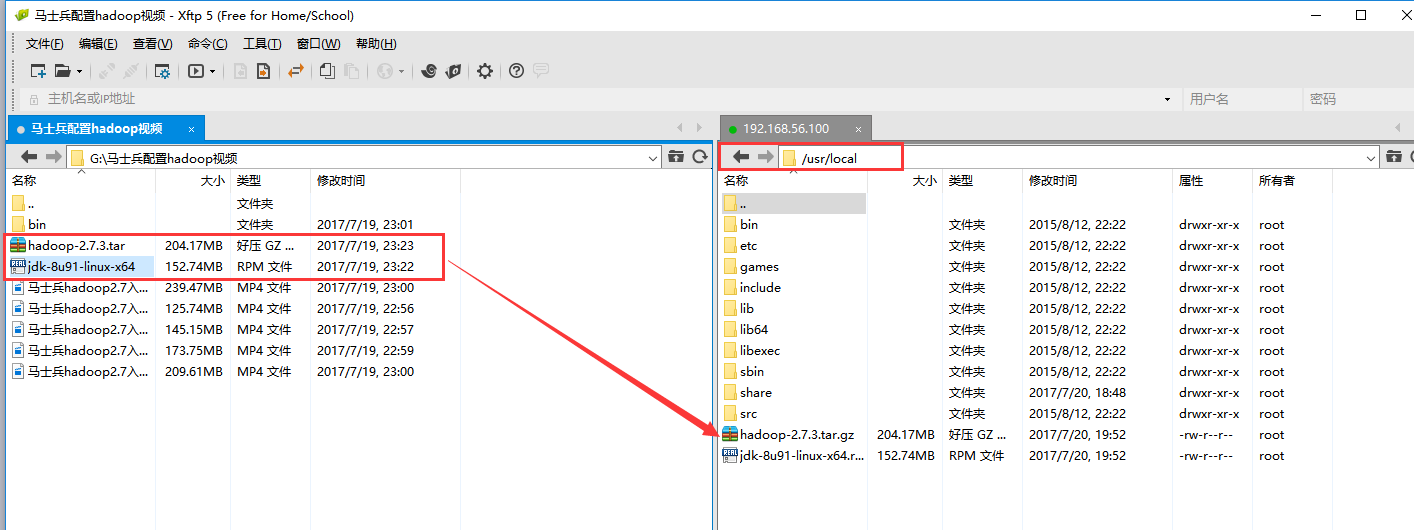 马士兵配置hadoop视频 - Xftp 5 (Free for Home/School)
文件(F) 编辑(E) 查看(V) 命令(C) 工具(T) 窗口(W) 帮助(H)
主机名或IP地址 用户名 密码
马士兵配置hadoop视频 × 192.168.56.100 ×
G:\马士兵配置hadoop视频 /usr/local
名称 大小 类型 修改时间 名称 大小 类型 修改时间 属性 所有者
.. 文件夹 ..
bin 文件夹 2017/7/19, 23:01 bin 文件夹 2015/8/12, 22:22 drwxr-xr-x root
hadoop-2.7.3.tar 204.17MB 好压 GZ ... 2017/7/19, 23:23 etc 文件夹 2015/8/12, 22:22 drwxr-xr-x root
jdk-8u91-linux-x64 152.74MB RPM 文件 2017/7/19, 23:22 games 文件夹 2015/8/12, 22:22 drwxr-xr-x root
马士兵hadoop2.7入... 239.47MB MP4 文件 2017/7/19, 23:00 include 文件夹 2015/8/12, 22:22 drwxr-xr-x root
马士兵hadoop2.7入... 125.74MB MP4 文件 2017/7/19, 22:56 lib 文件夹 2015/8/12, 22:22 drwxr-xr-x root
马士兵hadoop2.7入... 145.15MB MP4 文件 2017/7/19, 22:57 lib64 文件夹 2015/8/12, 22:22 drwxr-xr-x root
马士兵hadoop2.7入... 173.75MB MP4 文件 2017/7/19, 22:59 libexec 文件夹 2015/8/12, 22:22 drwxr-xr-x root
马士兵hadoop2.7入... 209.61MB MP4 文件 2017/7/19, 23:00 sbin 文件夹 2015/8/12, 22:22 drwxr-xr-x root
share 文件夹 2017/7/20, 18:48 drwxr-xr-x root
src 文件夹 2015/8/12, 22:22 drwxr-xr-x root
hadoop-2.7.3.tar.gz 204.17MB 好压 GZ ... 2017/7/20, 19:52 -rw-r--r-- root
jdk-8u91-linux-x64.r... 152.74MB RPM 文件 2017/7/20, 19:52 -rw-r--r-- root